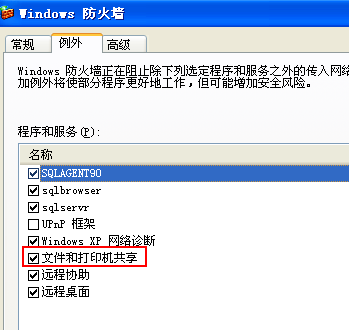 Windows 防火墙
常规 例外 高级
Windows 防火墙正在阻止除下列选定程序和服务之外的传入网
加例外将使部分程序更好地工作，但可能增加安全风险。
程序和服务(P):
名称
SQLAGENT90
sqlbrowser
sqlservr
UPnP 框架
Windows XP 网络诊断
文件和打印机共享
远程协助
远程桌面